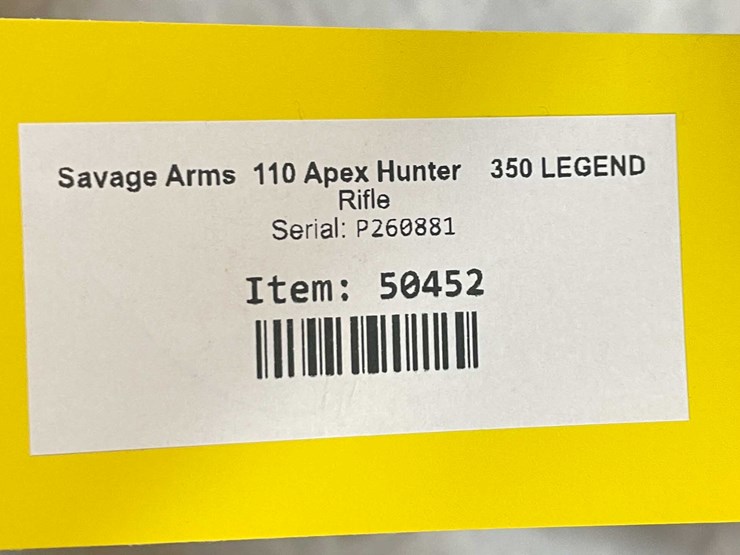 Savage Arms 110 Apex Hunter 350 LEGEND
Rifle
Serial: P260881
Item: 50452